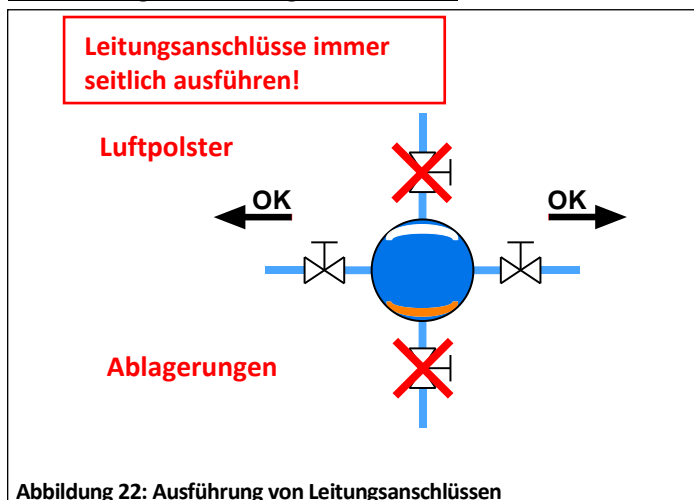 Leitungsanschlüsse immer
seitlich ausführen!
Luftpolster
OK
OK
Ablagerungen
Abbildung 22: Ausführung von Leitungsanschlüssen